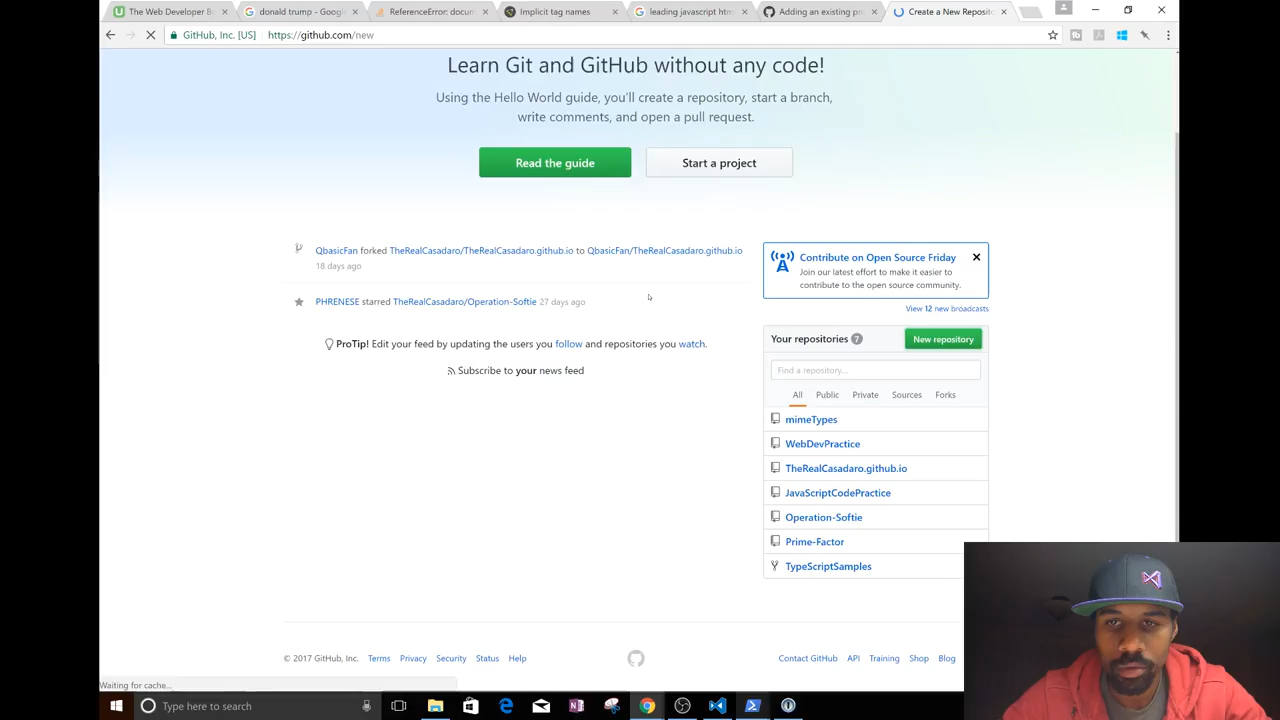 The Web Developer B
donald trump - Goog
ReferenceError: docum
Implicit tag names
leading javascript htm
Adding an existing pro
Create a New Reposit
GitHub, Inc. [US]
https://github.com/new
Learn Git and GitHub without any code!
Using the Hello World guide, you’ll create a repository, start a branch,
write comments, and open a pull request.
Read the guide
Start a project
QbasicFan forked TheRealCasadaro/TheRealCasadaro.github.io to QbasicFan/TheRealCasadaro.github.io
18 days ago
PHRENESE starred TheRealCasadaro/Operation-Softie 27 days ago
ProTip! Edit your feed by updating the users you follow and repositories you watch.
Subscribe to your news feed
Contribute on Open Source Friday
Join our latest effort to make it easier to
contribute to the open source community.
View 12 new broadcasts
Your repositories 7
New repository
Find a repository…
All Public Private Sources Forks
mimeTypes
WebDevPractice
TheRealCasadaro.github.io
JavaScriptCodePractice
Operation-Softie
Prime-Factor
TypeScriptSamples
© 2017 GitHub, Inc. Terms Privacy Security Status Help
Contact GitHub API Training Shop Blog
Waiting for cache...
Type here to search